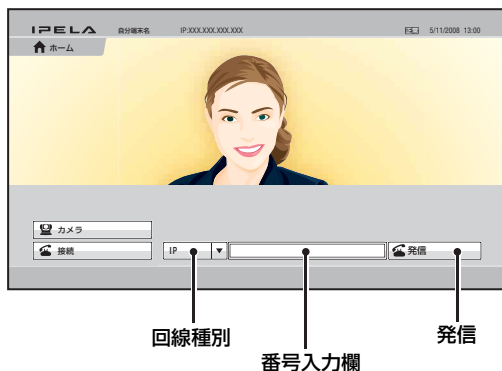 IPELA 自分端末名 IP:XXX.XXX.XXX.XXX 5/11/2008 13:00
ホーム
カメラ
接続 IP 発信
回線種別 発信
番号入力欄